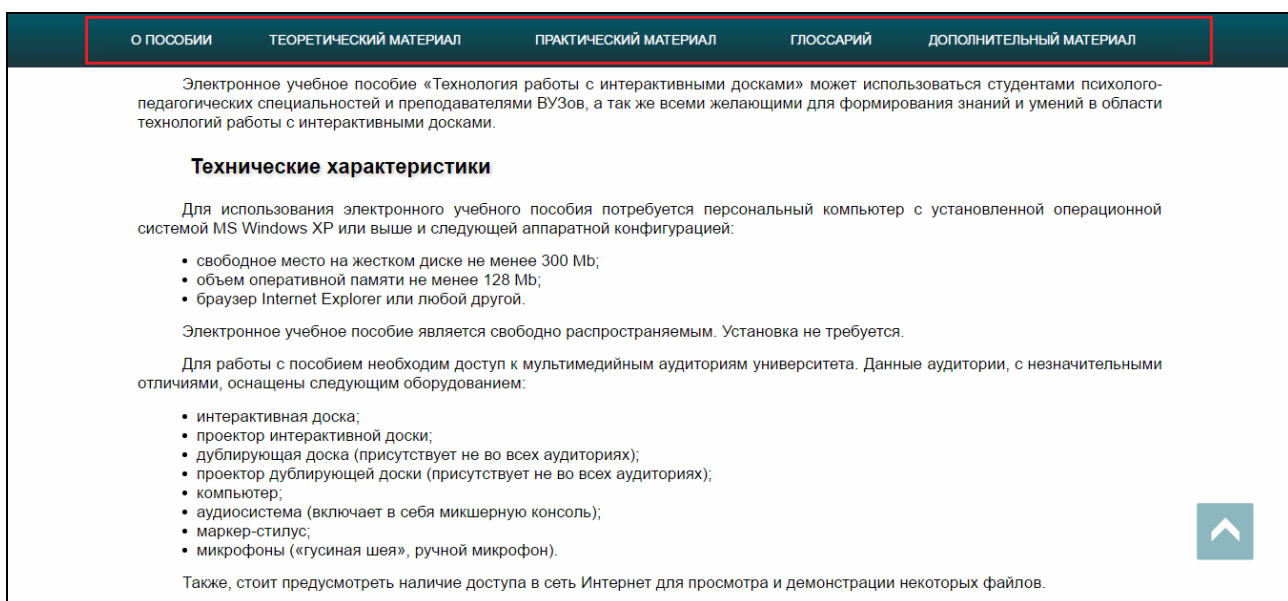 О ПОСОБИИ ТЕОРЕТИЧЕСКИЙ МАТЕРИАЛ ПРАКТИЧЕСКИЙ МАТЕРИАЛ ГЛОССАРИЙ ДОПОЛНИТЕЛЬНЫЙ МАТЕРИАЛ
Электронное учебное пособие «Технология работы с интерактивными досками» может использоваться студентами психолого-
педагогических специальностей и преподавателями ВУЗов, а так же всеми желающими для формирования знаний и умений в области
технологий работы с интерактивными досками.
Технические характеристики
Для использования электронного учебного пособия потребуется персональный компьютер с установленной операционной
системой MS Windows XP или выше и следующей аппаратной конфигурацией:
• свободное место на жестком диске не менее 300 Mb;
• объем оперативной памяти не менее 128 Mb;
• браузер Internet Explorer или любой другой.
Электронное учебное пособие является свободно распространяемым. Установка не требуется.
Для работы с пособием необходим доступ к мультимедийным аудиториям университета. Данные аудитории, с незначительными
отличиями, оснащены следующим оборудованием:
• интерактивная доска;
• проектор интерактивной доски;
• дублирующая доска (присутствует не во всех аудиториях);
• проектор дублирующей доски (присутствует не во всех аудиториях);
• компьютер;
• аудиосистема (включает в себя микшерную консоль);
• маркер-стилус;
• микрофоны («гусиная шея», ручной микрофон).
Также, стоит предусмотреть наличие доступа в сеть Интернет для просмотра и демонстрации некоторых файлов.